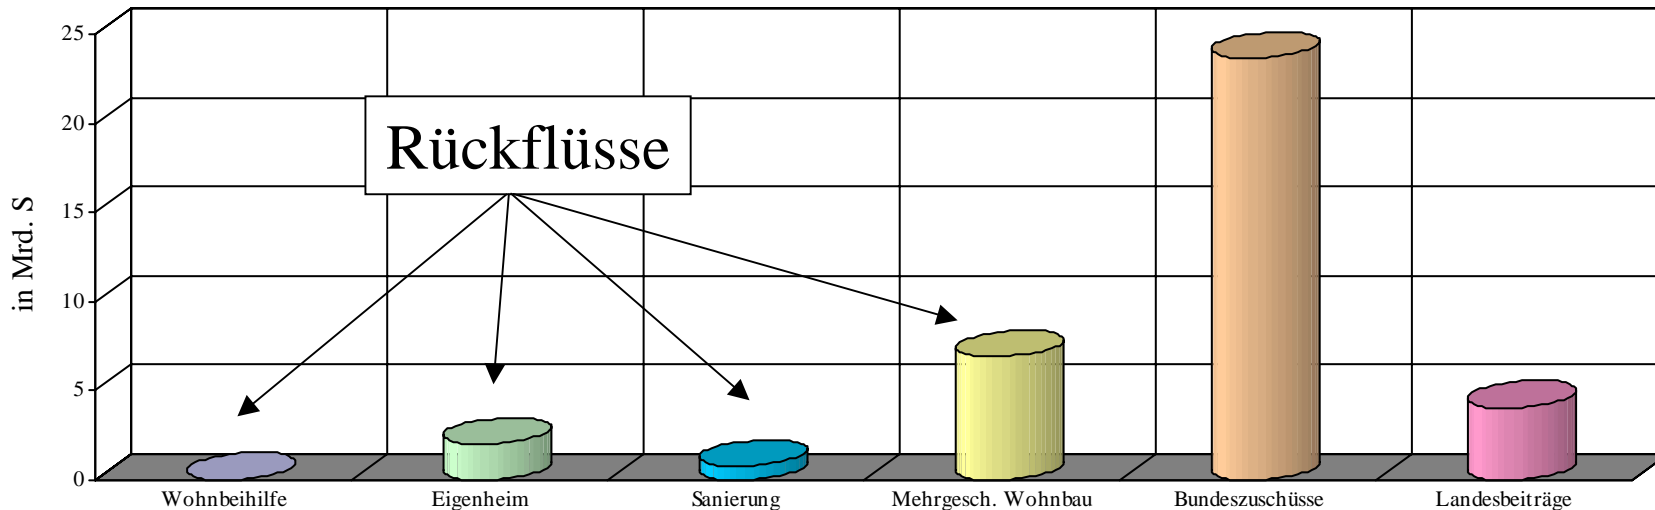 in Mrd. S
25
20
15
10
5
0
Rückflüsse
Wohnbeihilfe
Eigenheim
Sanierung
Mehrgesch. Wohnbau
Bundeszuschüsse
Landesbeiträge